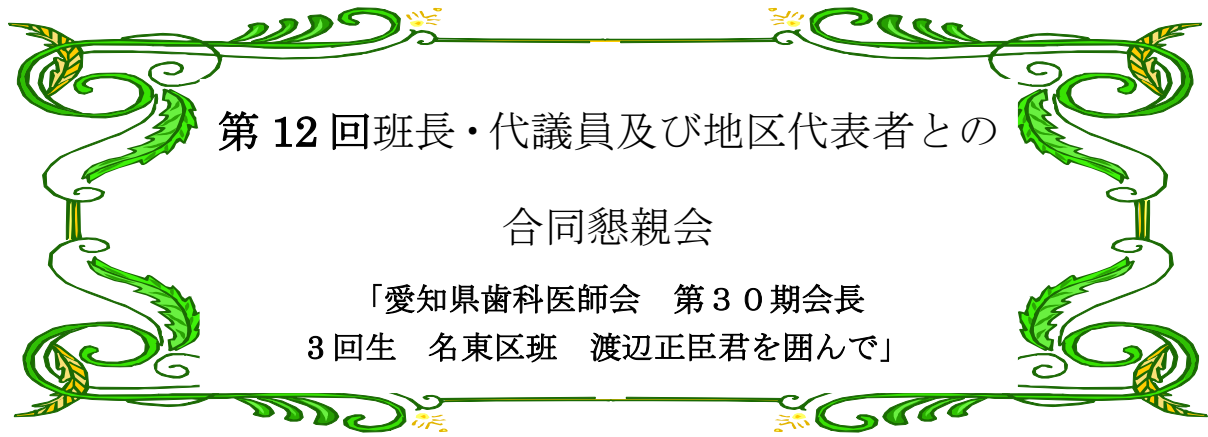 第 12 回班長・代議員及び地区代表者との
合同懇親会
「愛知県歯科医師会　第３０期会長
3 回生　名東区班　渡辺正臣君を囲んで」